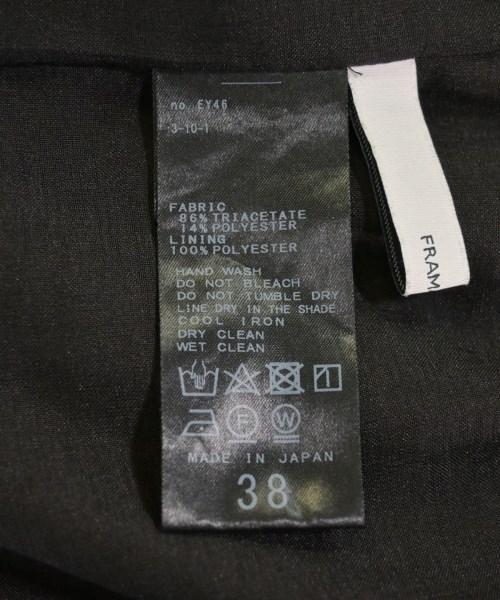 no. EY46
3-10-1
FABRIC
86% TRIACETATE
14% POLYESTER
LINING
100% POLYESTER
HAND WASH
DO NOT BLEACH
DO NOT TUMBLE DRY
LINE DRY IN THE SHADE
COOL IRON
DRY CLEAN
WET CLEAN
F W
MADE IN JAPAN
38
FRAM